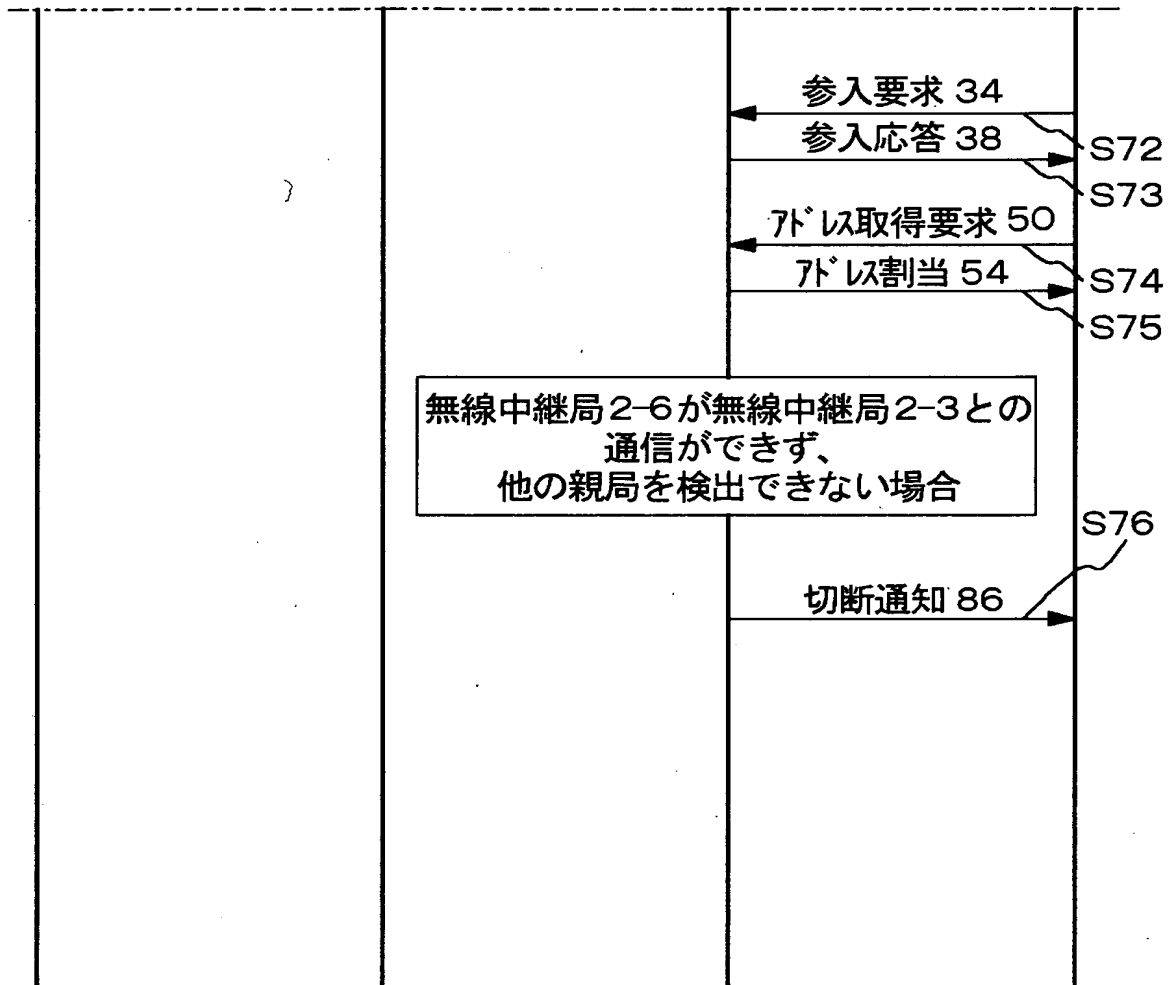 参入要求 34
参入応答 38
S72
S73
ｱﾄﾞﾚｽ取得要求 50
ｱﾄﾞﾚｽ割当 54
S74
S75
無線中継局2-6が無線中継局2-3との
通信ができず、
他の親局を検出できない場合
S76
切断通知 86